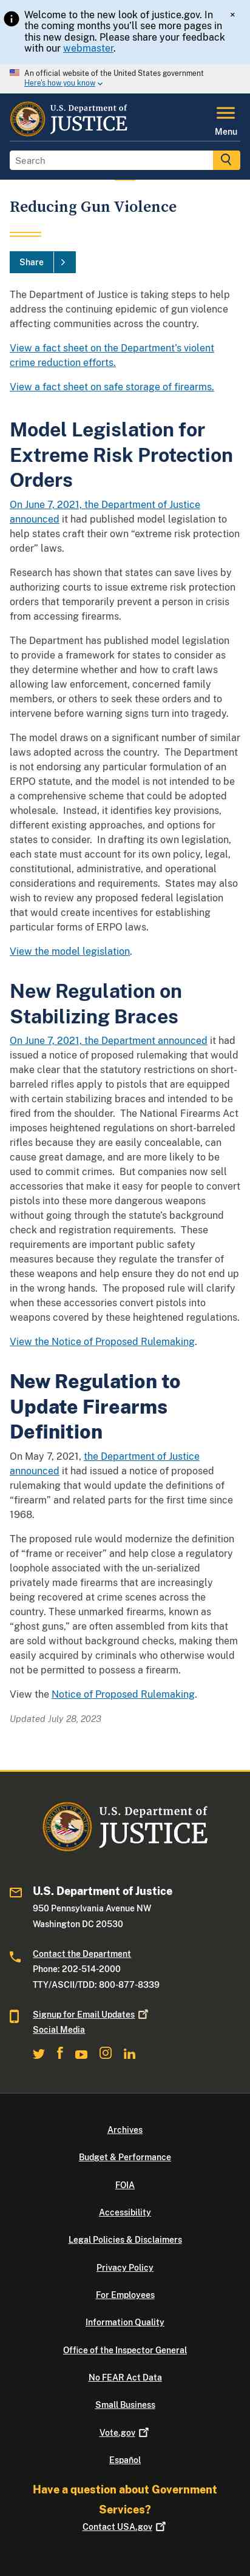 Welcome to the new look of justice.gov. In
the coming months you'll see more pages in
this new design. Please share your feedback
with our webmaster.
×
An official website of the United States government
Here's how you know
U.S. Department of
JUSTICE
Menu
Search
Reducing Gun Violence
Share
The Department of Justice is taking steps to help
address the continuing epidemic of gun violence
affecting communities across the country.
View a fact sheet on the Department's violent
crime reduction efforts.
View a fact sheet on safe storage of firearms.
Model Legislation for
Extreme Risk Protection
Orders
On June 7, 2021, the Department of Justice
announced it had published model legislation to
help states craft their own “extreme risk protection
order” laws.
Research has shown that states can save lives by
authorizing courts to issue extreme risk protection
orders that temporarily prevent a person in crisis
from accessing firearms.
The Department has published model legislation
to provide a framework for states to consider as
they determine whether and how to craft laws
allowing law enforcement, concerned family
members, or others to seek these orders and to
intervene before warning signs turn into tragedy.
The model draws on a significant number of similar
laws adopted across the country.  The Department
is not endorsing any particular formulation of an
ERPO statute, and the model is not intended to be
a comprehensive scheme that could be adopted
wholesale.  Instead, it identifies key provisions,
different existing approaches, and options for
states to consider.  In drafting its own approach,
each state must account for its own policy, legal,
constitutional, administrative, and operational
considerations and requirements.  States may also
wish to review any proposed federal legislation
that would create incentives for establishing
particular forms of ERPO laws.
View the model legislation.
New Regulation on
Stabilizing Braces
On June 7, 2021, the Department announced it had
issued a notice of proposed rulemaking that would
make clear that the statutory restrictions on short-
barreled rifles apply when certain long pistols are
equipped with certain stabilizing braces and
intended to be fired from the shoulder.  The National Firearms Act
imposes heightened regulations on short-barreled
rifles because they are easily concealable, can
cause great damage, and are more likely to be
used to commit crimes.  But companies now sell
accessories that make it easy for people to convert
pistols into these more dangerous weapons
without going through the statute's background
check and registration requirements.  These
requirements are important public safety
measures because they regulate the transfer of
these weapons and help ensure they do not end up
in the wrong hands.  The proposed rule will clarify
when these accessories convert pistols into
weapons covered by these heightened regulations.
View the Notice of Proposed Rulemaking.
New Regulation to
Update Firearms
Definition
On May 7, 2021, the Department of Justice
announced it had issued a notice of proposed
rulemaking that would update the definitions of
“firearm” and related parts for the first time since
1968.
The proposed rule would modernize the definition
of “frame or receiver” and help close a regulatory
loophole associated with the un-serialized
privately made firearms that are increasingly
being recovered at crime scenes across the
country. These unmarked firearms, known as
“ghost guns,” are often assembled from kits that
are sold without background checks, making them
easily acquired by criminals who otherwise would
not be permitted to possess a firearm.
View the Notice of Proposed Rulemaking.
Updated July 28, 2023
U.S. Department of
JUSTICE
U.S. Department of Justice
950 Pennsylvania Avenue NW
Washington DC 20530
Contact the Department
Phone: 202-514-2000
TTY/ASCII/TDD: 800-877-8339
Signup for Email Updates
Social Media
Archives
Budget & Performance
FOIA
Accessibility
Legal Policies & Disclaimers
Privacy Policy
For Employees
Information Quality
Office of the Inspector General
No FEAR Act Data
Small Business
Vote.gov
Español
Have a question about Government
Services?
Contact USA.gov